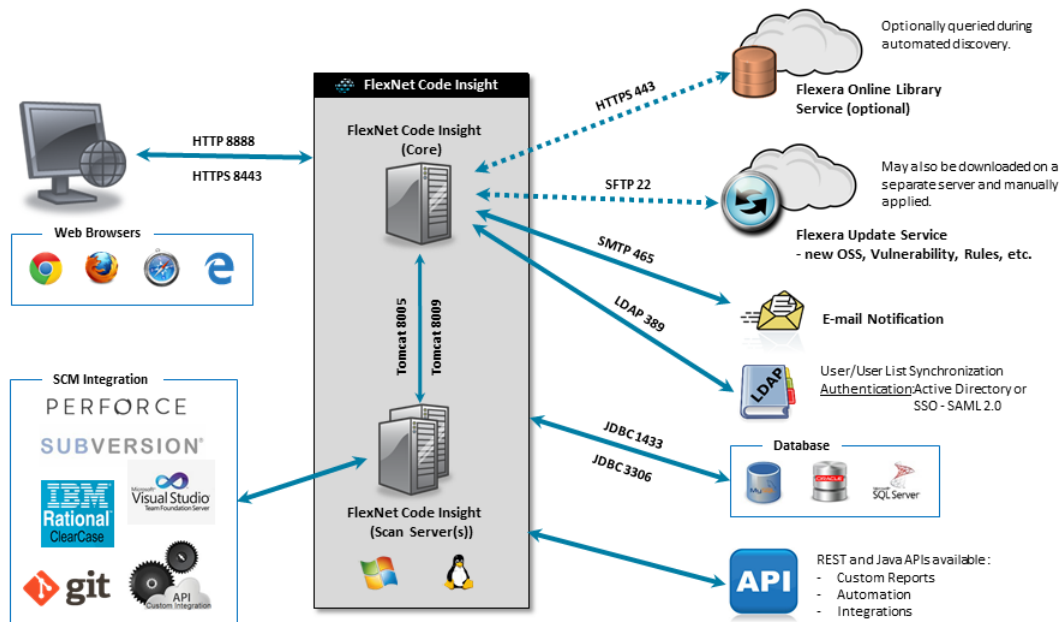 FlexNet Code Insight
FlexNet Code Insight
(Core)
HTTP 8888
HTTPS 8443
Web Browsers
HTTPS 443
Optionally queried during
automated discovery.
Flexera Online Library
Service (optional)
SFTP 22
May also be downloaded on a
separate server and manually
applied.
Flexera Update Service
- new OSS, Vulnerability, Rules, etc.
SMTP 465
E-mail Notification
LDAP 389
LDAP
User/User List Synchronization
Authentication:Active Directory or
SSO - SAML 2.0
Tomcat 8005
Tomcat 8009
SCM Integration
PERFORCE
SUBVERSION®
IBM
Rational
ClearCase
Microsoft
Visual Studio
Team Foundation Server
git
API
Custom Integration
FlexNet Code Insight
(Scan Server(s))
JDBC 1433
JDBC 3306
Database
MySQL
ORACLE
Microsoft
SQL Server
API
REST and Java APIs available :
- Custom Reports
- Automation
- Integrations